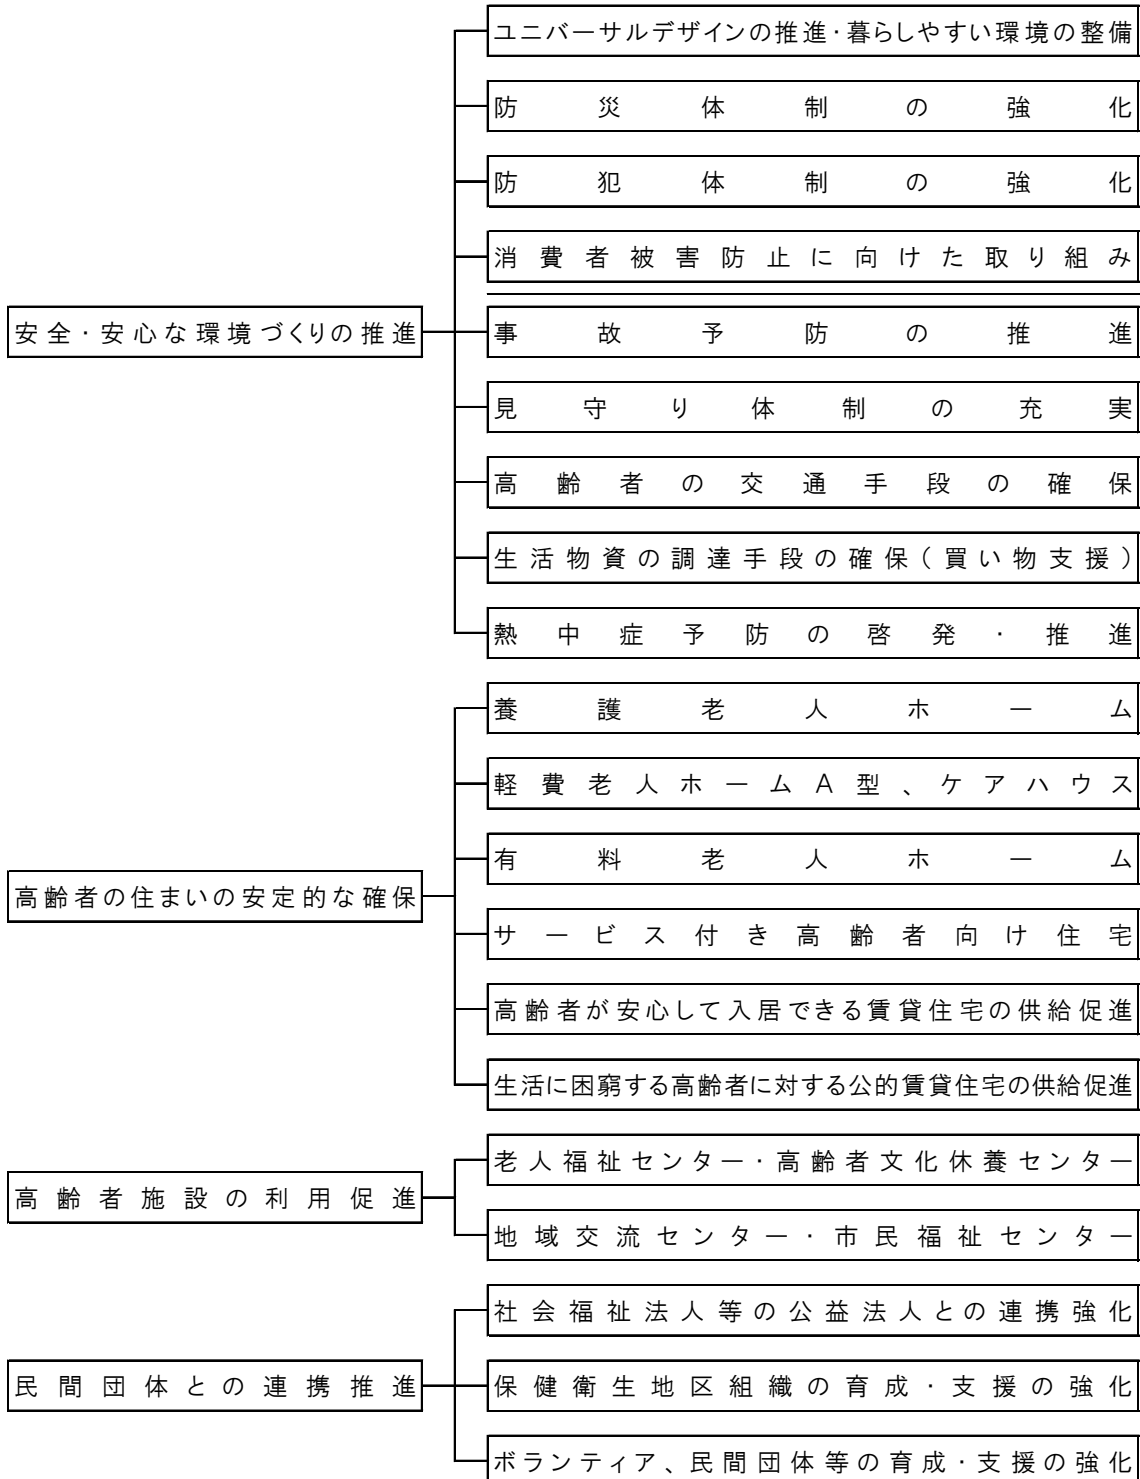 ユニバーサルデザインの推進・暮らしやすい環境の整備
防災体制の強化
防犯体制の強化
消費者被害防止に向けた取り組み
安全・安心な環境づくりの推進
事故予防の推進
見守り体制の充実
高齢者の交通手段の確保
生活物資の調達手段の確保(買い物支援)
熱中症予防の啓発・推進
養護老人ホーム
軽費老人ホームA型、ケアハウス
有料老人ホーム
高齢者の住まいの安定的な確保
サービス付き高齢者向け住宅
高齢者が安心して入居できる賃貸住宅の供給促進
生活に困窮する高齢者に対する公的賃貸住宅の供給促進
老人福祉センター・高齢者文化休養センター
高齢者施設の利用促進
地域交流センター・市民福祉センター
社会福祉法人等の公益法人との連携強化
民間団体との連携推進
保健衛生地区組織の育成・支援の強化
ボランティア、民間団体等の育成・支援の強化